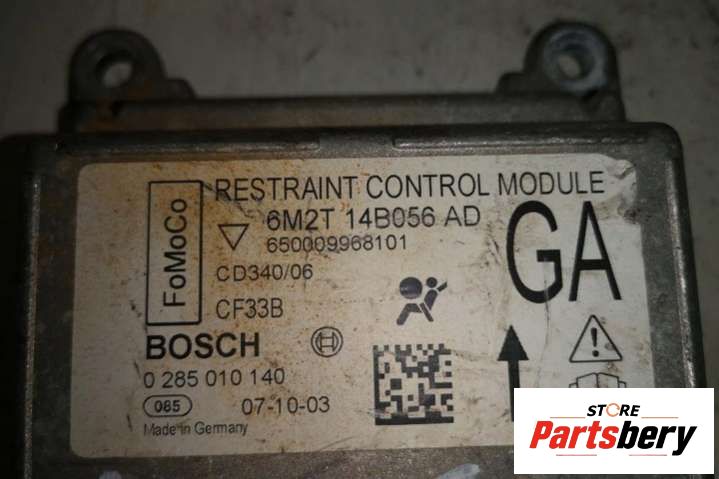 FoMoCo
RESTRAINT CONTROL MODULE
6M2T 14B056 AD
650009968101
CD340/06
CF33B
GA
BOSCH
0 285 010 140
085 07-10-03
Made in Germany
STORE
Partsbery